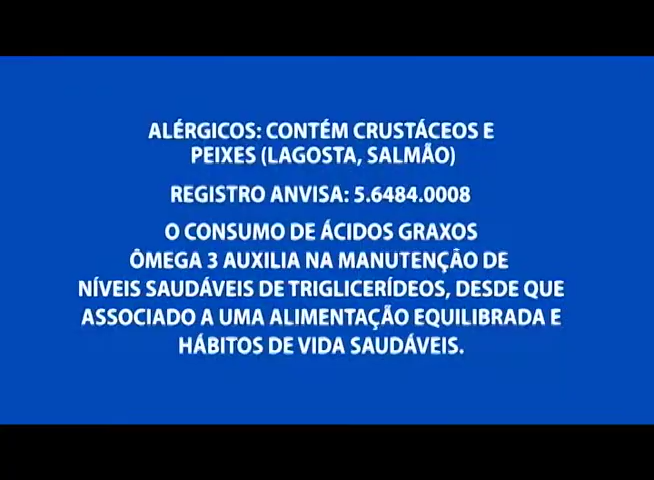 ALÉRGICOS: CONTÉM CRUSTÁCEOS E
PEIXES (LAGOSTA, SALMÃO)
REGISTRO ANVISA: 5.6484.0008
O CONSUMO DE ÁCIDOS GRAXOS
ÔMEGA 3 AUXILIA NA MANUTENÇÃO DE
NÍVEIS SAUDÁVEIS DE TRIGLICERÍDEOS, DESDE QUE
ASSOCIADO A UMA ALIMENTAÇÃO EQUILIBRADA E
HÁBITOS DE VIDA SAUDÁVEIS.